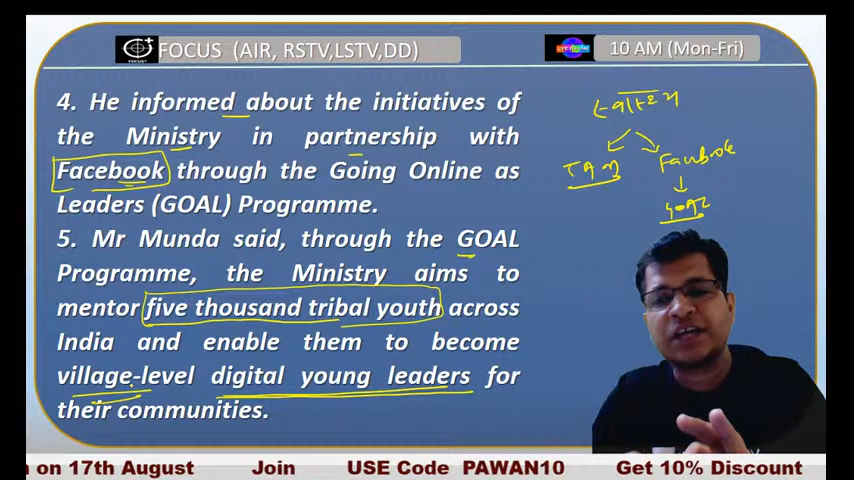 FOCUS (AIR, RSTV,LSTV,DD)
10 AM (Mon-Fri)
4. He informed about the initiatives of
the Ministry in partnership with
Facebook through the Going Online as
Leaders (GOAL) Programme.
5. Mr Munda said, through the GOAL
Programme, the Ministry aims to
mentor five thousand tribal youth across
India and enable them to become
village-level digital young leaders for
their communities.
Facebook
GOAL
n on 17th August Join USE Code PAWAN10 Get 10% Discount